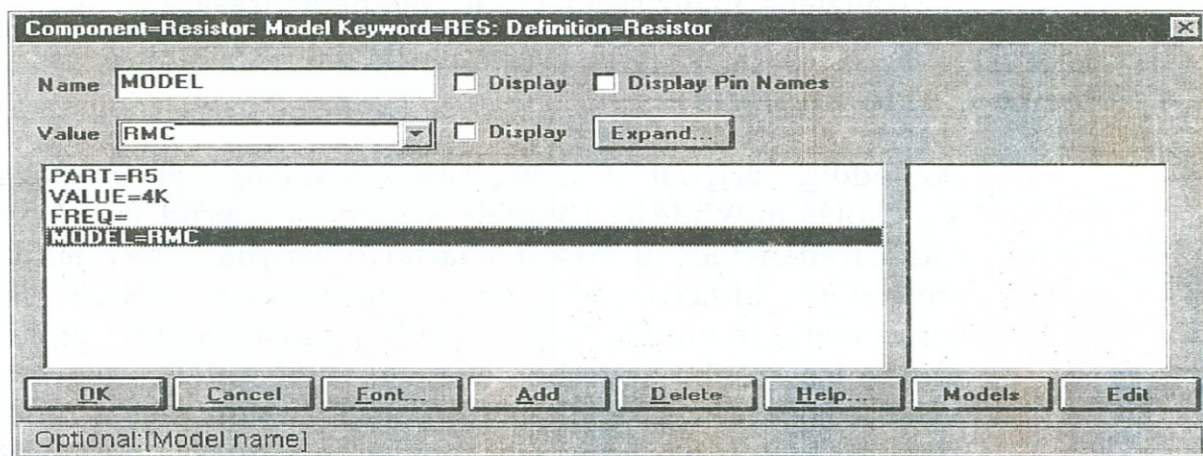 Component=Resistor: Model Keyword=RES: Definition=Resistor
Name MODEL Display Display Pin Names
Value RMC Display Expand...
PART=R5
VALUE=4K
FREQ=
MODEL=RMC
OK Cancel Font... Add Delete Help... Models Edit
Optional:[Model name]